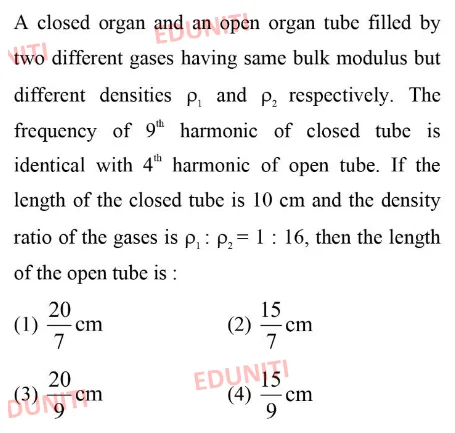 A closed organ and an open organ tube filled by
two different gases having same bulk modulus but
different densities ρ₁ and ρ₂ respectively. The
frequency of 9th harmonic of closed tube is
identical with 4th harmonic of open tube. If the
length of the closed tube is 10 cm and the density
ratio of the gases is ρ₁ : ρ₂ = 1 : 16, then the length
of the open tube is :
(1) 20/7 cm (2) 15/7 cm
(3) 20/9 cm (4) 15/9 cm
EDUNITI
NITI
EDUNITI
DUNITI